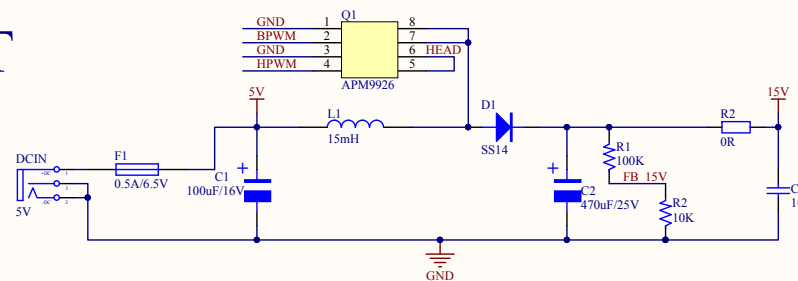 Q1
GND 1 8
BPWM 2 7
GND 3 6 HEAD
HPWM 4 5
APM9926
5V
L1
15mH
D1
SS14
15V
R2
0R
DCIN
F1
0.5A/6.5V
5V
C1
100uF/16V
C2
470uF/25V
R1
100K
FB_15V
R2
10K
GND